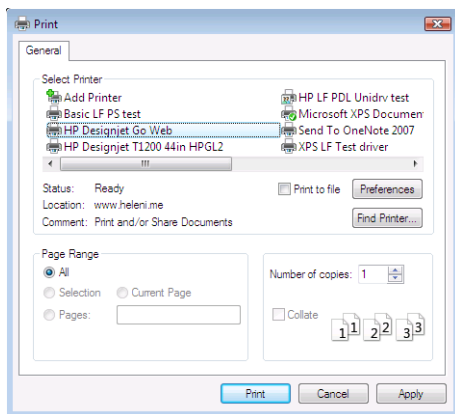 Print
General
Select Printer
Add Printer
Basic LF PS test
HP Designjet Go Web
HP Designjet T1200 44in HPGL2
HP LF PDL Unidrv test
Microsoft XPS Documen
Send To OneNote 2007
XPS LF Test driver
Status: Ready
Location: www.heleni.me
Comment: Print and/or Share Documents
Print to file
Preferences
Find Printer...
Page Range
All
Selection Current Page
Pages:
Number of copies: 1
Collate
1 1 2 2 3 3
Print Cancel Apply